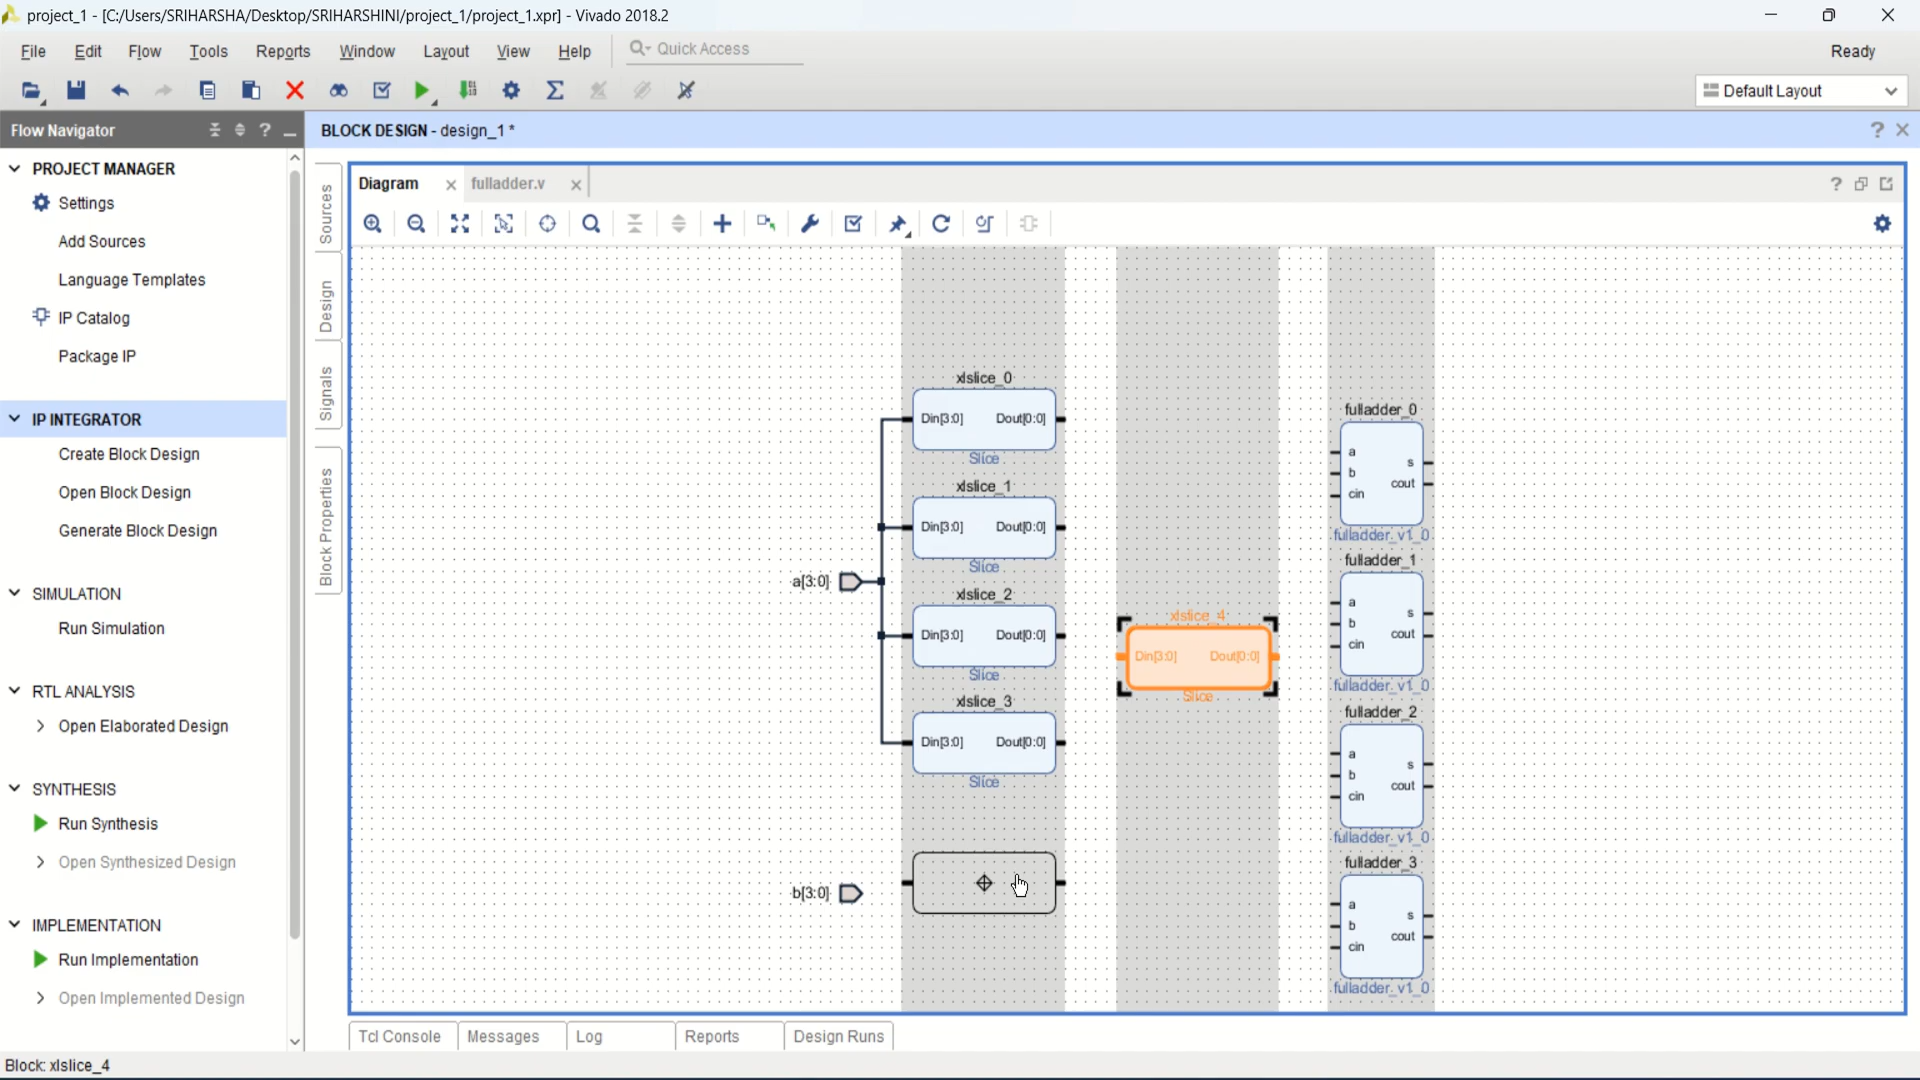 project_1 - [C:/Users/SRIHARSHA/Desktop/SRIHARSHINI/project_1/project_1.xpr] - Vivado 2018.2
File Edit Flow Tools Reports Window Layout View Help Quick Access Ready
Default Layout
Flow Navigator
BLOCK DESIGN - design_1 *
PROJECT MANAGER
Settings
Add Sources
Language Templates
IP Catalog
Package IP
IP INTEGRATOR
Create Block Design
Open Block Design
Generate Block Design
SIMULATION
Run Simulation
RTL ANALYSIS
Open Elaborated Design
SYNTHESIS
Run Synthesis
Open Synthesized Design
IMPLEMENTATION
Run Implementation
Open Implemented Design
Sources
Design
Signals
Block Properties
Diagram fulladder.v
a[3:0]
b[3:0]
xlslice_0
Din[3:0] Dout[0:0]
Slice
xlslice_1
Din[3:0] Dout[0:0]
Slice
xlslice_2
Din[3:0] Dout[0:0]
Slice
xlslice_3
Din[3:0] Dout[0:0]
Slice
xlslice_4
Din[3:0] Dout[0:0]
Slice
fulladder_0
a
b s
cin cout
fulladder_v1_0
fulladder_1
a
b s
cin cout
fulladder_v1_0
fulladder_2
a
b s
cin cout
fulladder_v1_0
fulladder_3
a
b s
cin cout
fulladder_v1_0
Tcl Console Messages Log Reports Design Runs
Block: xlslice_4